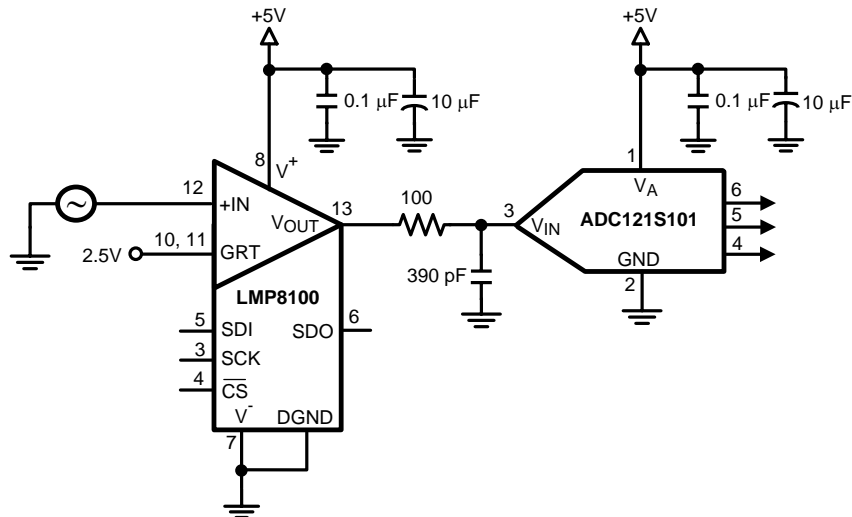 +5V
+5V
0.1 µF
10 µF
0.1 µF
10 µF
8
V+
1
VA
12
+IN
VOUT
13
100
3
VIN
ADC121S101
6
5
4
10, 11
2.5V
GRT
GND
2
390 pF
LMP8100
5
SDI
SDO
6
3
SCK
4
CS
V-
DGND
7